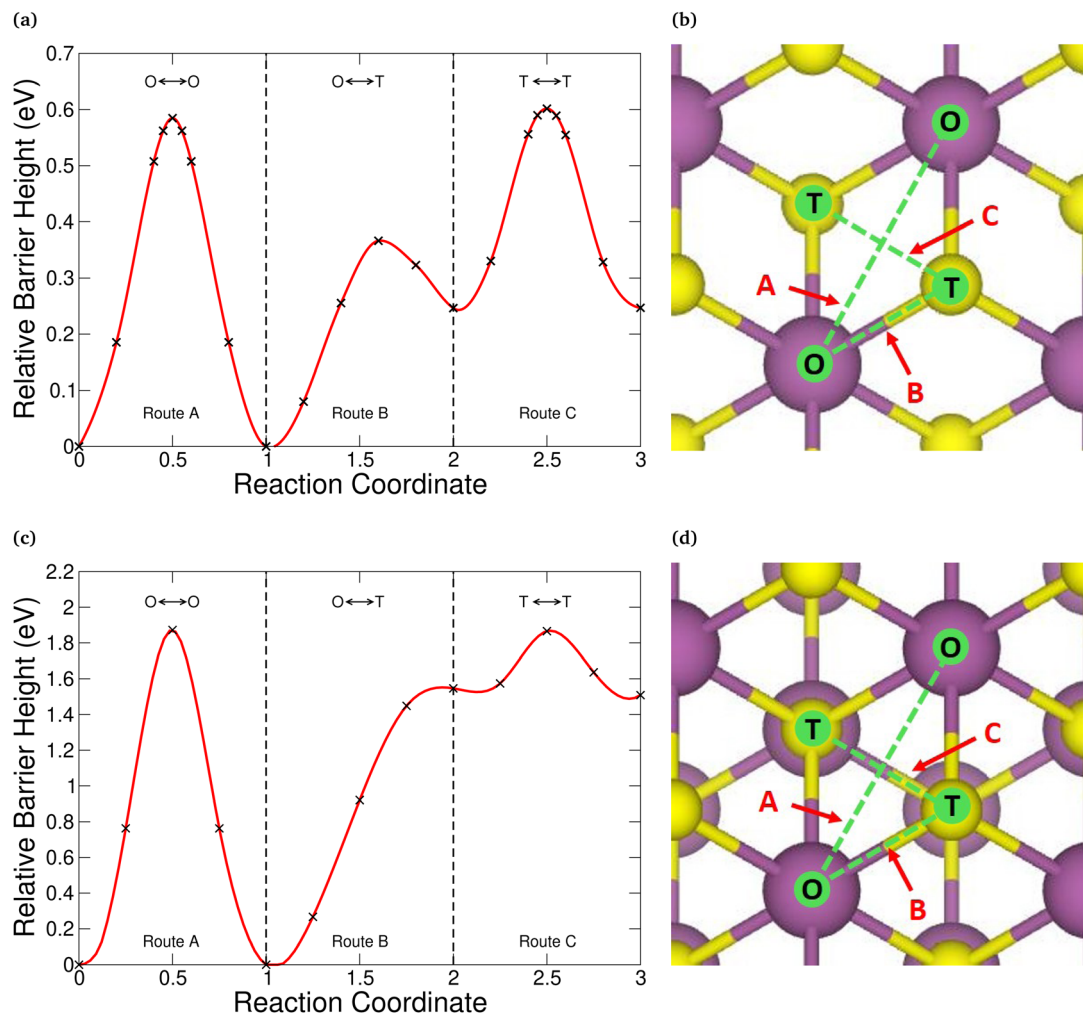 (a)
0.7
0.6
0.5
0.4
0.3
0.2
0.1
0
Relative Barrier Height (eV)
O⟷O
O⟷T
T⟷T
Route A
Route B
Route C
0 0.5 1 1.5 2 2.5 3
Reaction Coordinate
(b)
O
T
C
A
T
O
B
(c)
2.2
2
1.8
1.6
1.4
1.2
1
0.8
0.6
0.4
0.2
0
Relative Barrier Height (eV)
O⟷O
O⟷T
T⟷T
Route A
Route B
Route C
0 0.5 1 1.5 2 2.5 3
Reaction Coordinate
(d)
O
T
C
A
T
O
B